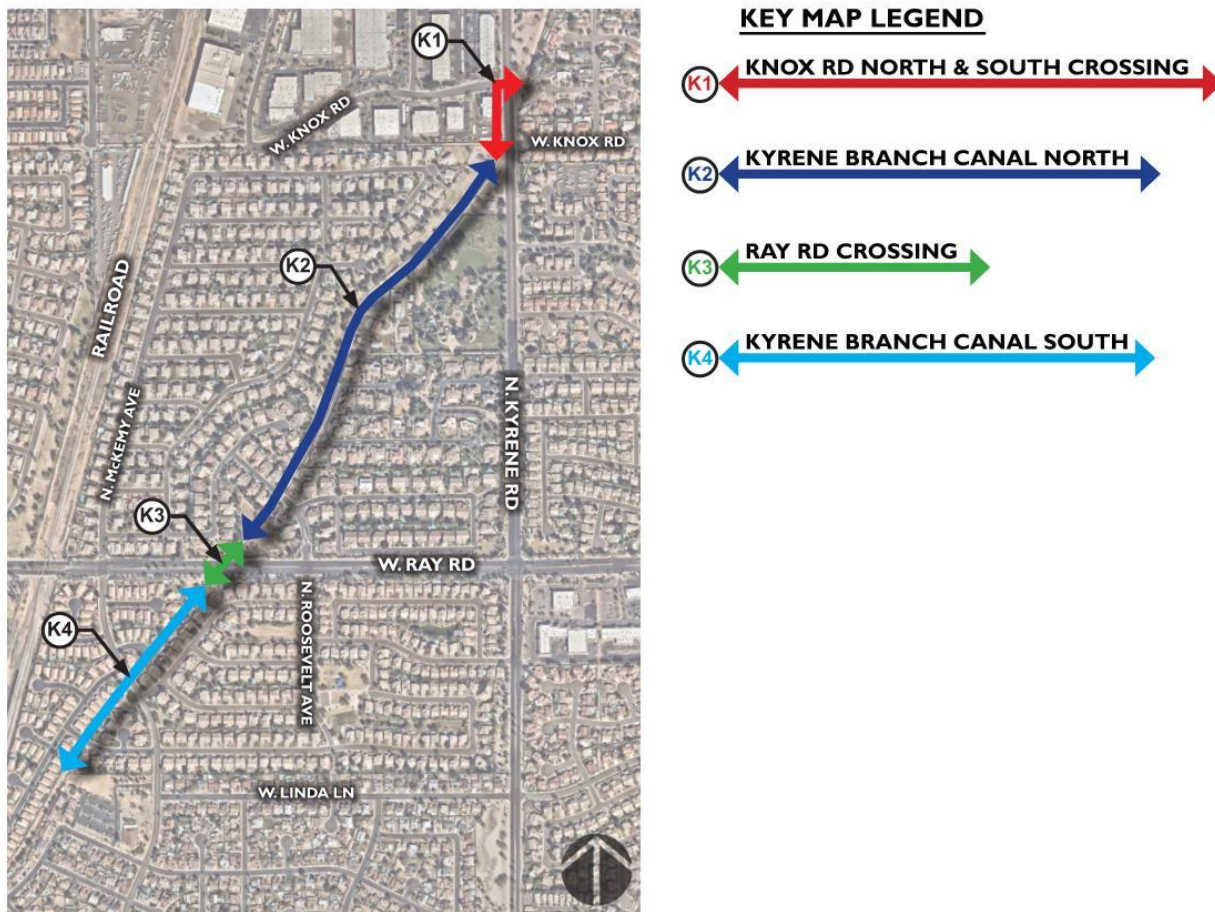 KEY MAP LEGEND
K1
KNOX RD NORTH & SOUTH CROSSING
K2
KYRENE BRANCH CANAL NORTH
K3
RAY RD CROSSING
K4
KYRENE BRANCH CANAL SOUTH
K1
W. KNOX RD
W. KNOX RD
K2
RAILROAD
N. McKEMY AVE
N. KYRENE RD
K3
W. RAY RD
N. ROOSEVELT AVE
K4
W. LINDA LN